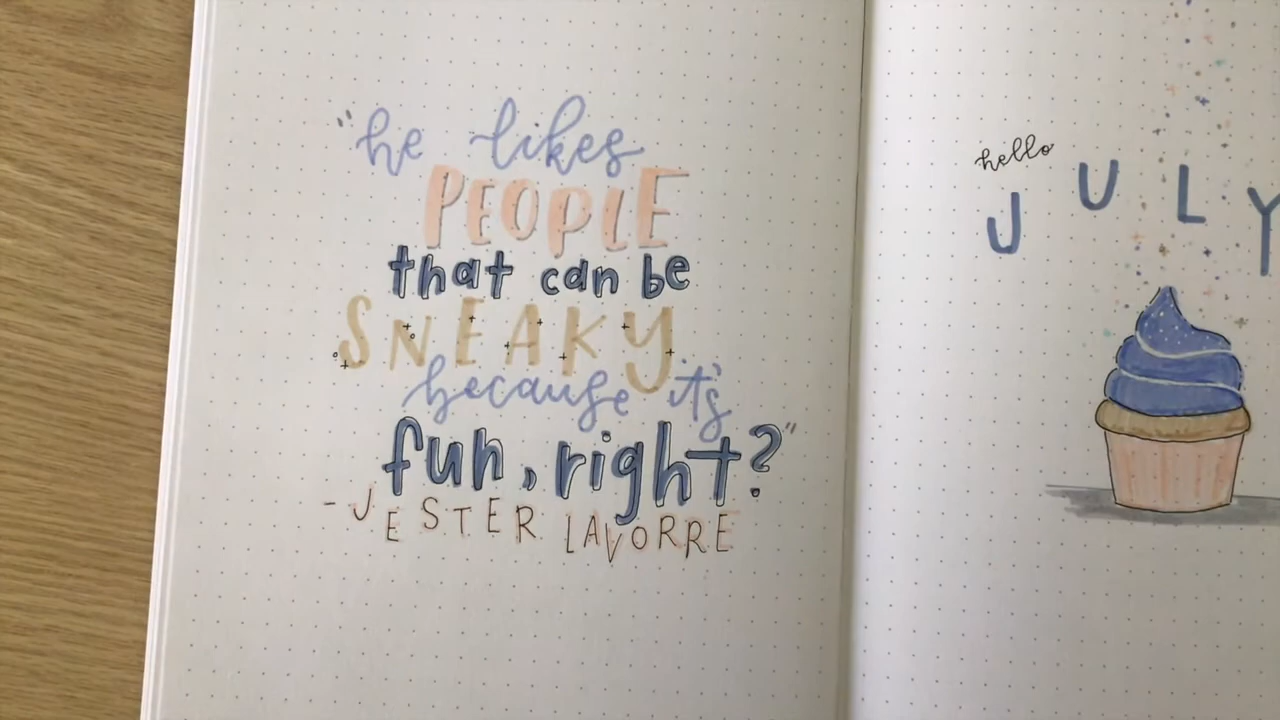 "he likes
PEOPLE
that can be
SNEAKY
because it's
fun, right?"
-JESTER LAVORRE
hello
JULY